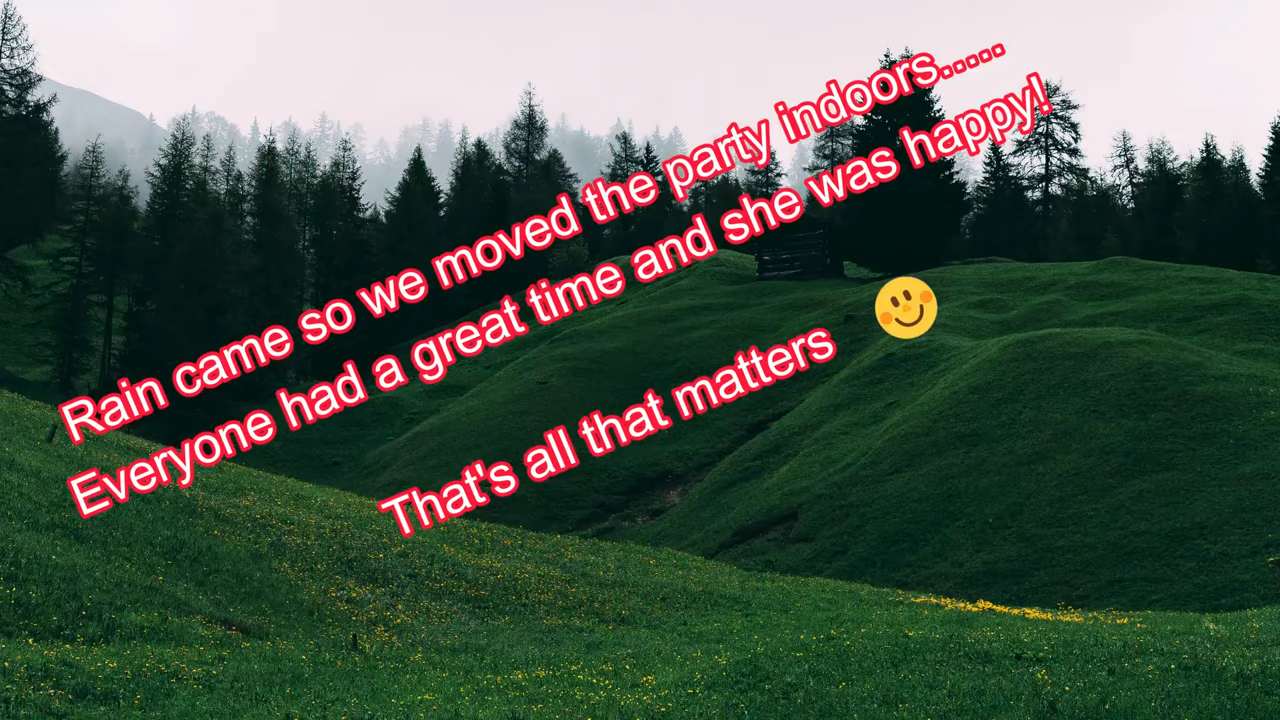 Rain came so we moved the party indoors.....
Everyone had a great time and she was happy!
That's all that matters